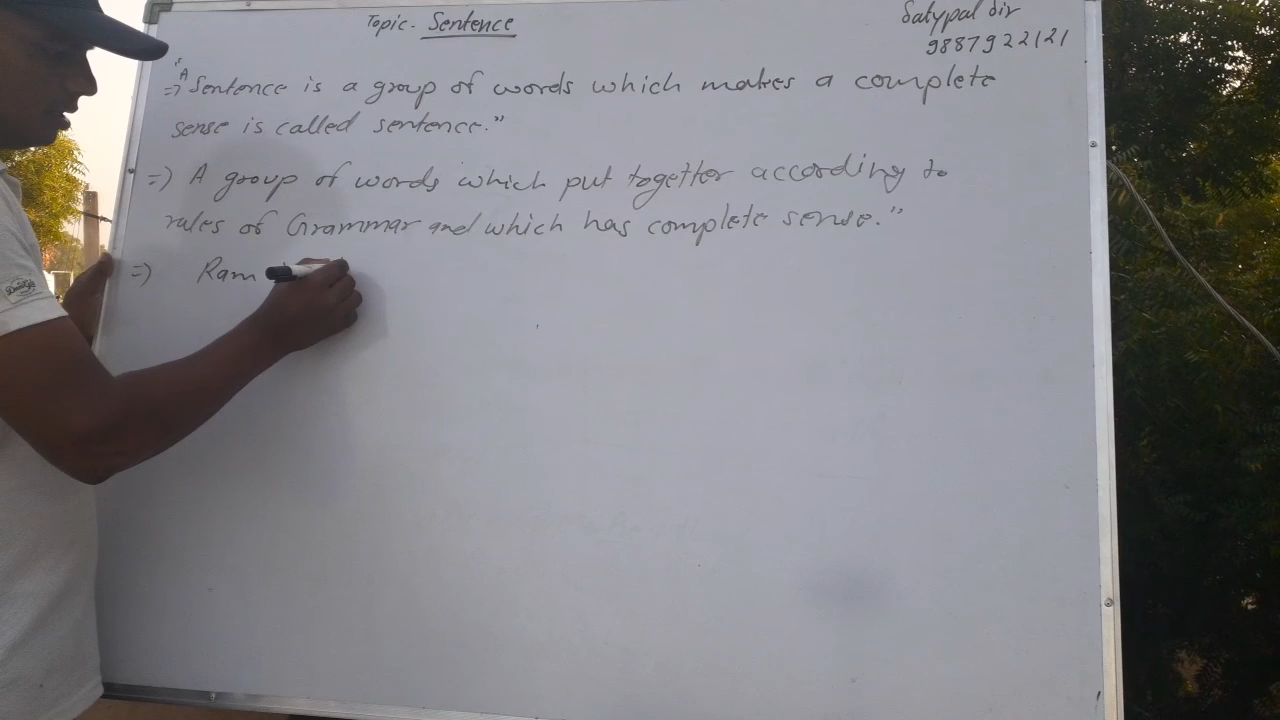 Topic- Sentence
Satypal Sir
9887922121
"A
=> Sentence is a group of words which makes a complete
sense is called sentence."
=> A group of words which put together according to
rules of Grammar and which has complete sense."
=> Ram